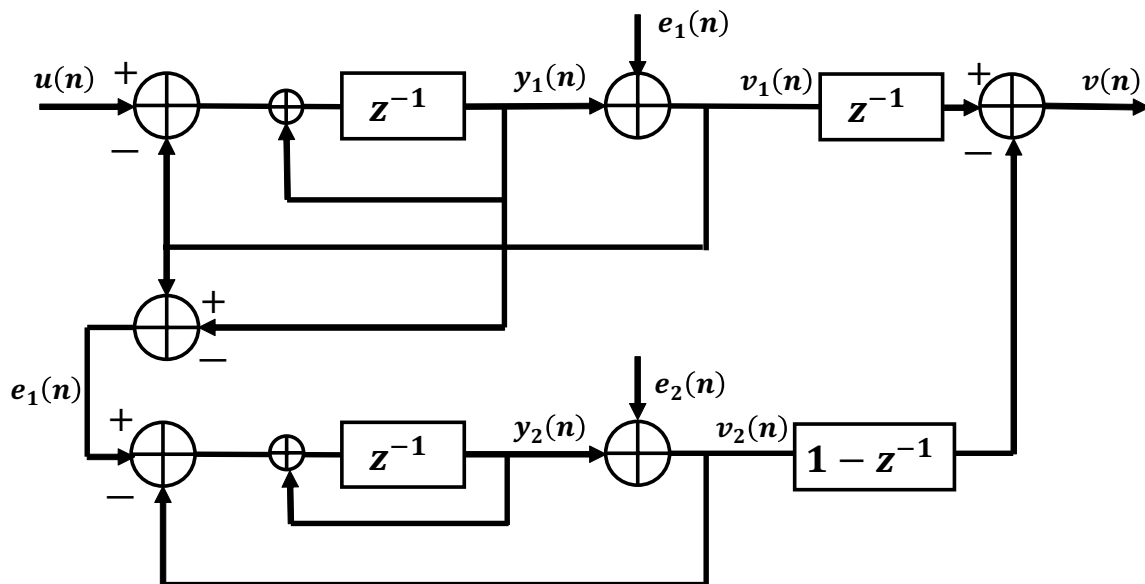 e₁(n)
u(n)
+
y₁(n)
v₁(n)
+
v(n)
z⁻¹
z⁻¹
−
−
+
−
e₁(n)
e₂(n)
+
y₂(n)
v₂(n)
z⁻¹
1 − z⁻¹
−